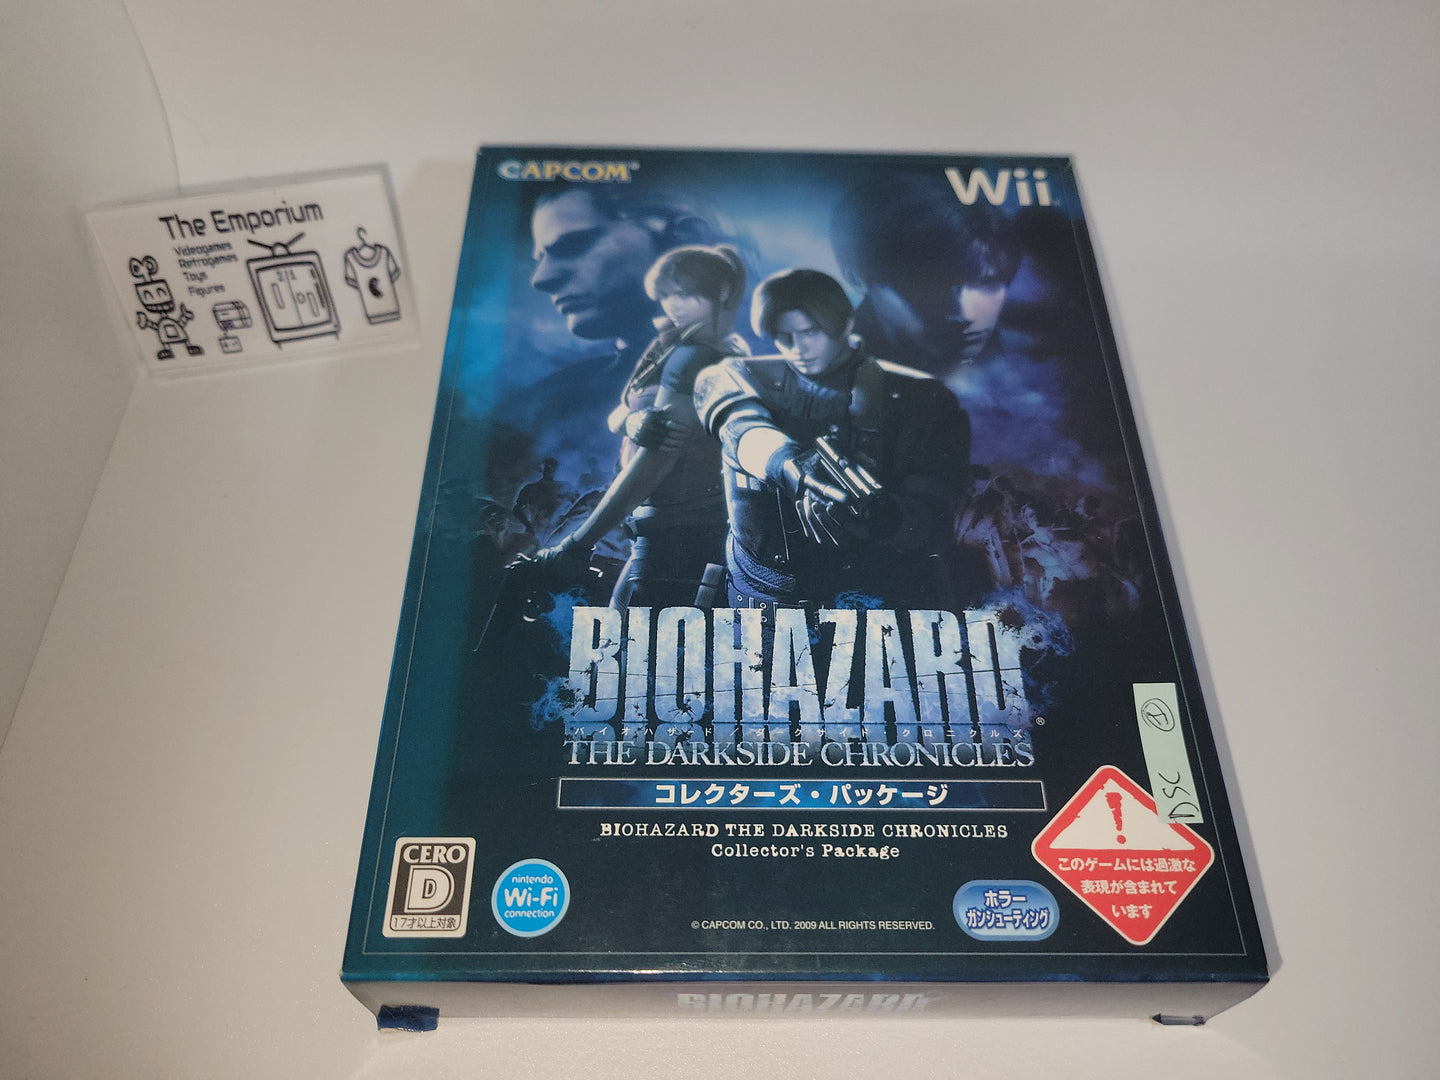 The Emporium
Videogames
Retrogames
Toys
Figures
CAPCOM®
Wii
BIOHAZARD®
バイオハザード/ダークサイド クロニクルズ
THE DARKSIDE CHRONICLES
コレクターズ・パッケージ
BIOHAZARD THE DARKSIDE CHRONICLES
Collector's Package
CERO
D
17才以上対象
nintendo
Wi-Fi
connection
© CAPCOM CO., LTD. 2009 ALL RIGHTS RESERVED.
ホラー
ガンシューティング
!
このゲームには過激な
表現が含まれて
います
DSC
BIOHAZARD